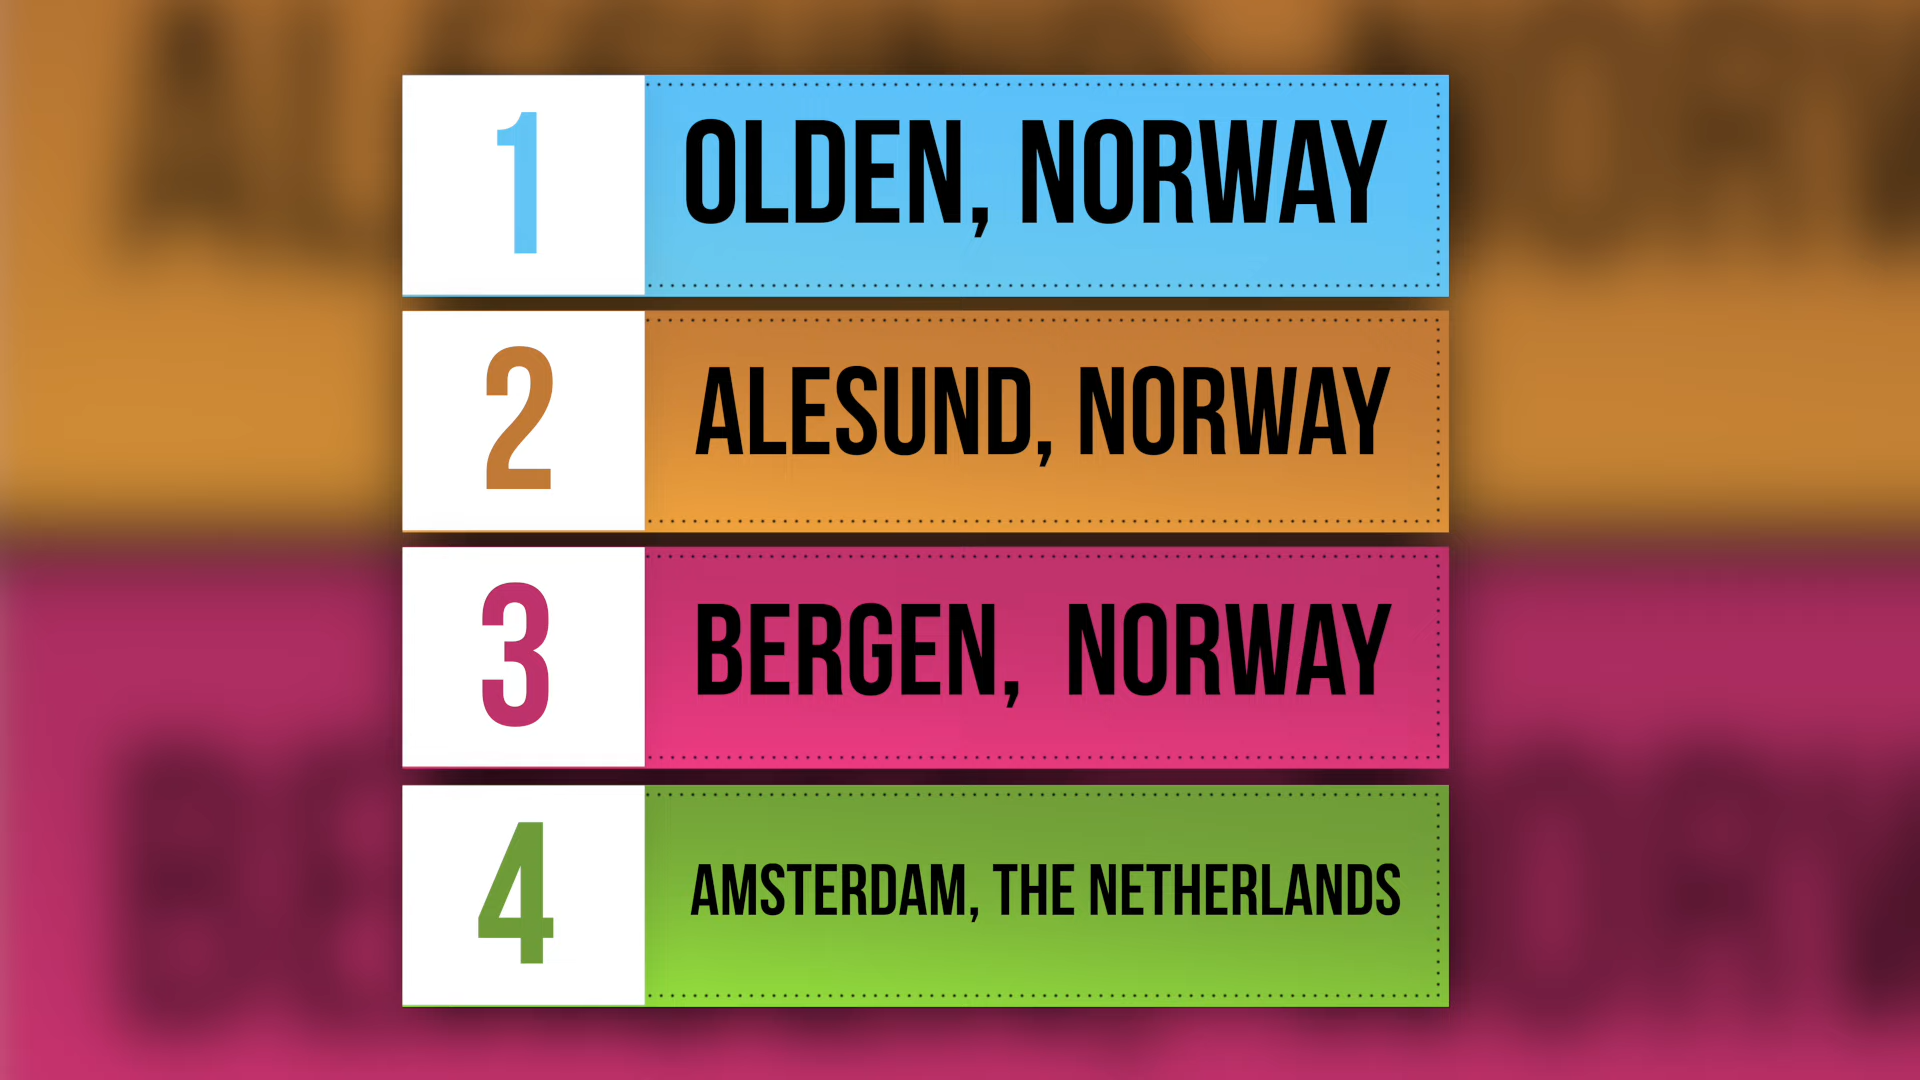 1
OLDEN, NORWAY
2
ALESUND, NORWAY
3
BERGEN, NORWAY
4
AMSTERDAM, THE NETHERLANDS